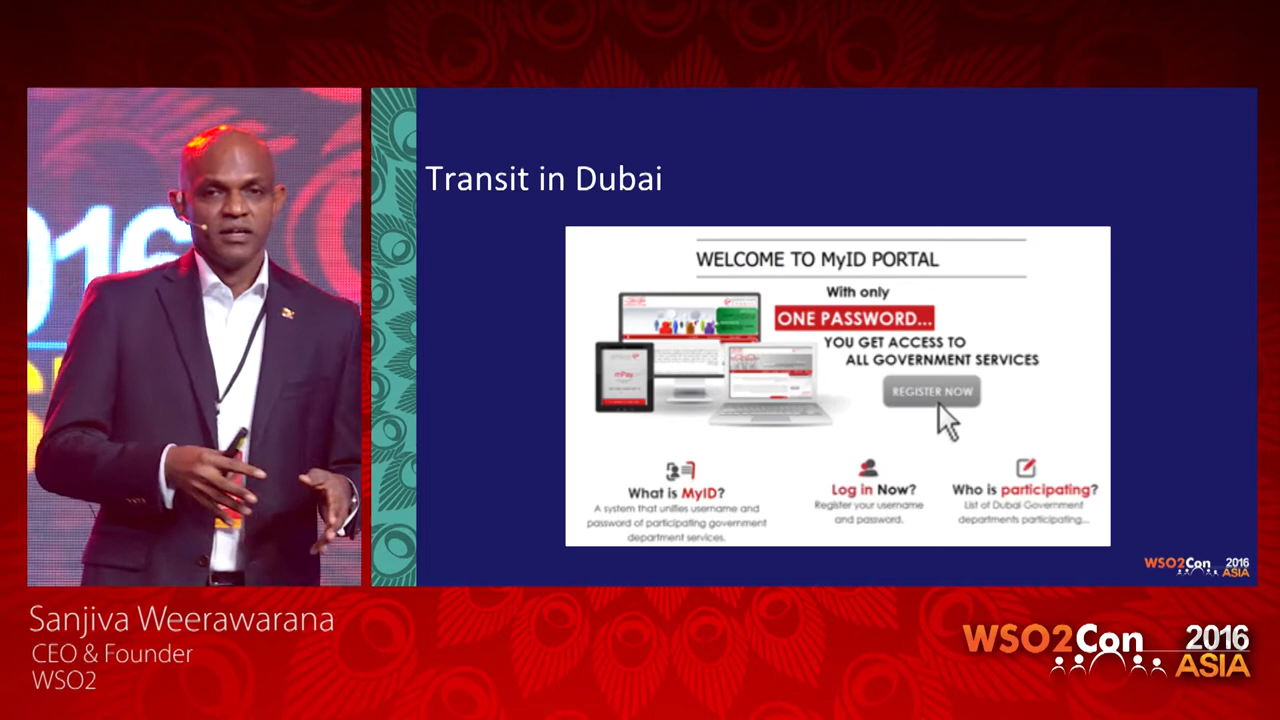 016
Transit in Dubai
WELCOME TO MyID PORTAL
With only
ONE PASSWORD...
YOU GET ACCESS TO
ALL GOVERNMENT SERVICES
mPay
REGISTER NOW
What is MyID?
A system that unifies username and
password of participating government
department services.
Log in Now?
Register your username
and password.
Who is participating?
List of Dubai Government
departments participating...
WSO2Con 2016
ASIA
Sanjiva Weerawarana
CEO & Founder
WSO2
WSO2Con 2016
ASIA